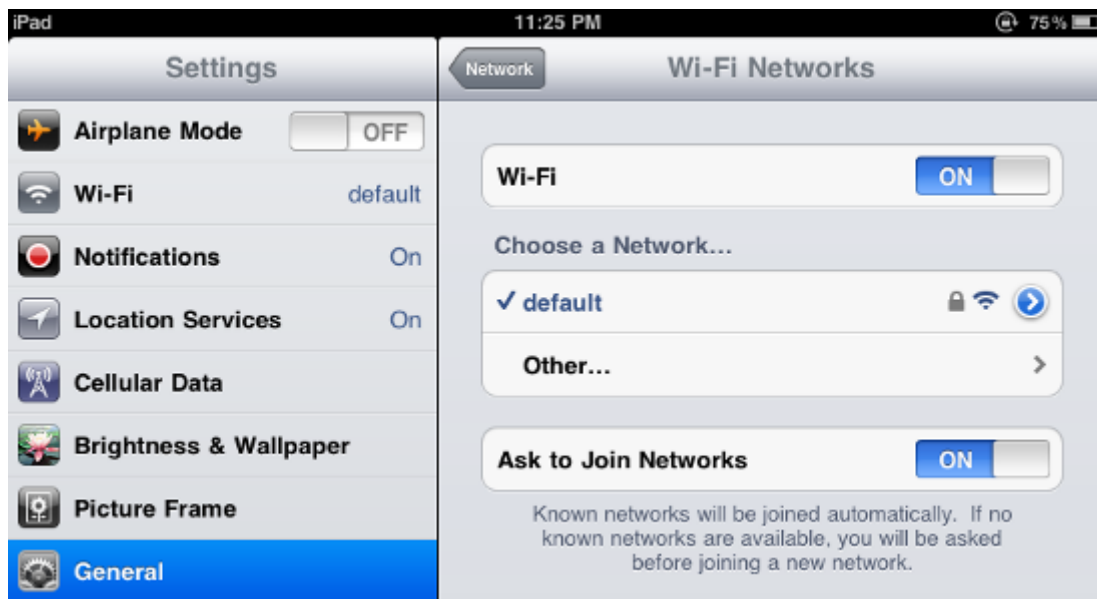 iPad 11:25 PM 75%
Settings
Airplane Mode OFF
Wi-Fi default
Notifications On
Location Services On
Cellular Data
Brightness & Wallpaper
Picture Frame
General
Network Wi-Fi Networks
Wi-Fi ON
Choose a Network...
default
Other...
Ask to Join Networks ON
Known networks will be joined automatically. If no
known networks are available, you will be asked
before joining a new network.